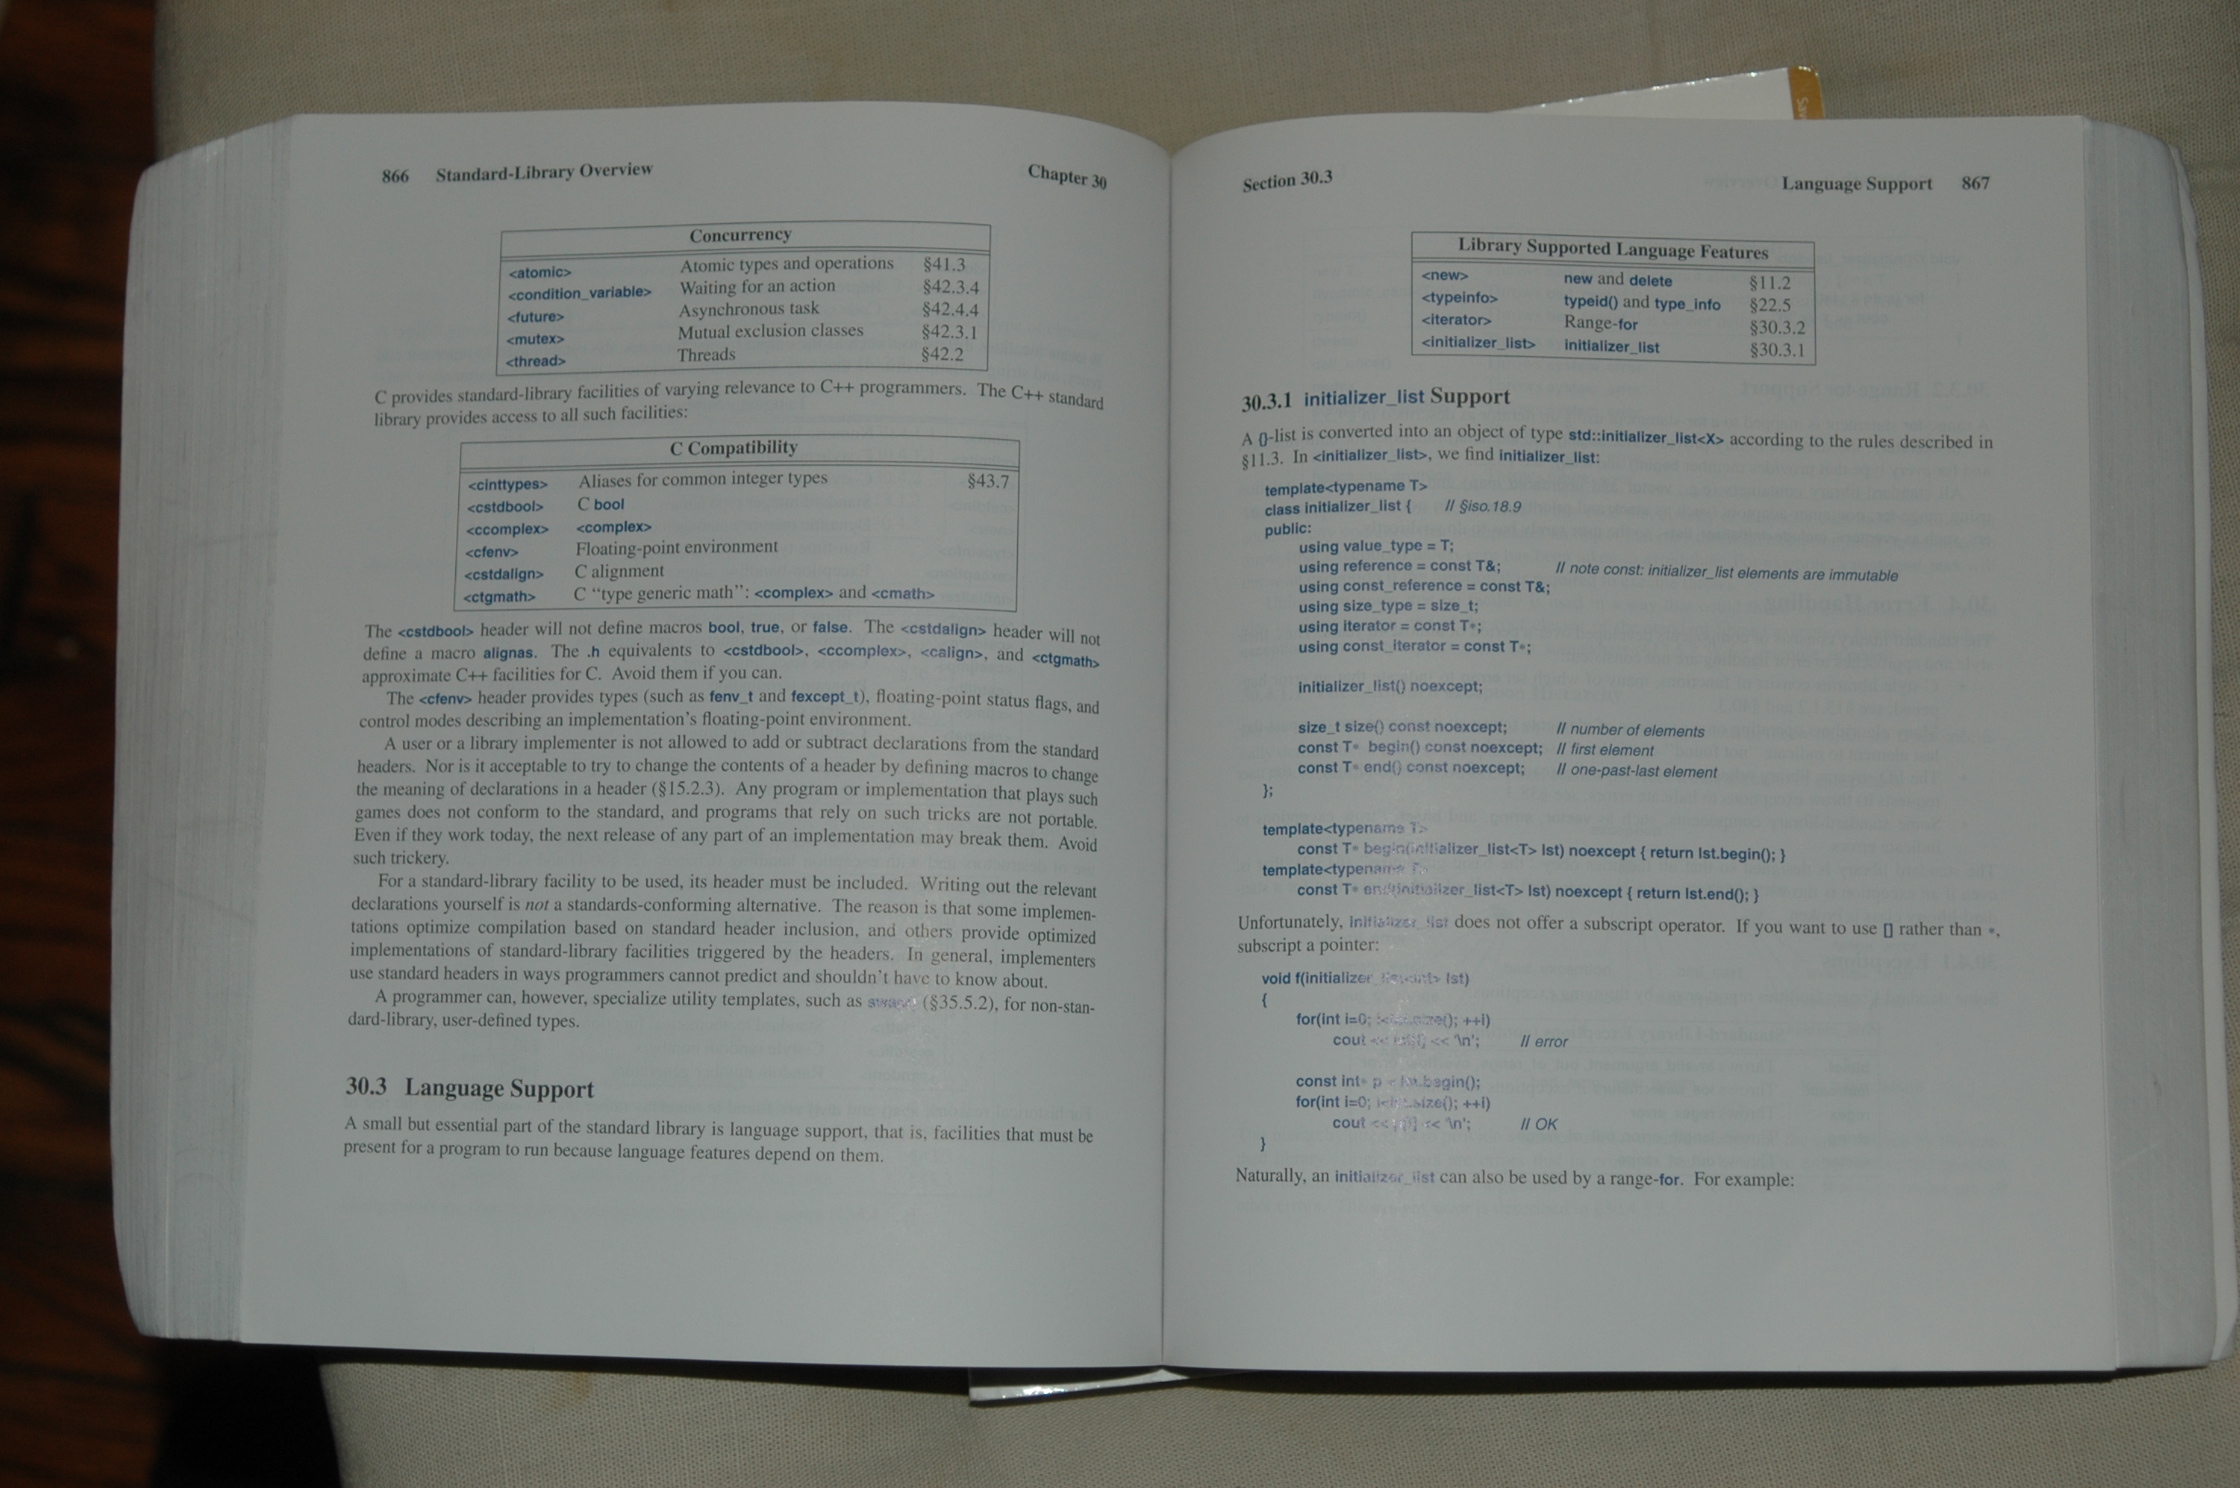 866 Standard-Library Overview Chapter 30
Concurrency
<atomic> Atomic types and operations §41.3
<condition_variable> Waiting for an action §42.3.4
<future> Asynchronous task §42.4.4
<mutex> Mutual exclusion classes §42.3.1
<thread> Threads §42.2
C provides standard-library facilities of varying relevance to C++ programmers. The C++ standard
library provides access to all such facilities:
C Compatibility
<cinttypes> Aliases for common integer types §43.7
<cstdbool> C bool
<ccomplex> <complex>
<cfenv> Floating-point environment
<cstdalign> C alignment
<ctgmath> C “type generic math”: <complex> and <cmath>
The <cstdbool> header will not define macros bool, true, or false. The <cstdalign> header will not
define a macro alignas. The .h equivalents to <cstdbool>, <ccomplex>, <calign>, and <ctgmath>
approximate C++ facilities for C. Avoid them if you can.
The <cfenv> header provides types (such as fenv_t and fexcept_t), floating-point status flags, and
control modes describing an implementation’s floating-point environment.
A user or a library implementer is not allowed to add or subtract declarations from the standard
headers. Nor is it acceptable to try to change the contents of a header by defining macros to change
the meaning of declarations in a header (§15.2.3). Any program or implementation that plays such
games does not conform to the standard, and programs that rely on such tricks are not portable.
Even if they work today, the next release of any part of an implementation may break them. Avoid
such trickery.
For a standard-library facility to be used, its header must be included. Writing out the relevant
declarations yourself is not a standards-conforming alternative. The reason is that some implemen-
tations optimize compilation based on standard header inclusion, and others provide optimized
implementations of standard-library facilities triggered by the headers. In general, implementers
use standard headers in ways programmers cannot predict and shouldn’t have to know about.
A programmer can, however, specialize utility templates, such as (§35.5.2), for non-stan-
dard-library, user-defined types.
30.3 Language Support
A small but essential part of the standard library is language support, that is, facilities that must be
present for a program to run because language features depend on them.
Section 30.3 Language Support 867
Library Supported Language Features
<new> new and delete §11.2
<typeinfo> typeid() and type_info §22.5
<iterator> Range-for §30.3.2
<initializer_list> initializer_list §30.3.1
30.3.1 initializer_list Support
A {}-list is converted into an object of type std::initializer_list<X> according to the rules described in
§11.3. In <initializer_list>, we find initializer_list:
template<typename T>
class initializer_list { // §iso.18.9
public:
using value_type = T;
using reference = const T&; // note const: initializer_list elements are immutable
using const_reference = const T&;
using size_type = size_t;
using iterator = const T*;
using const_iterator = const T*;
initializer_list() noexcept;
size_t size() const noexcept; // number of elements
const T* begin() const noexcept; // first element
const T* end() const noexcept; // one-past-last element
};
template<typename T>
const T* begin(initializer_list<T> lst) noexcept { return lst.begin(); }
template<typename T>
const T* end(initializer_list<T> lst) noexcept { return lst.end(); }
Unfortunately, initializer_list does not offer a subscript operator. If you want to use [] rather than *,
subscript a pointer:
void f(initializer_list<int> lst)
{
for(int i=0; size(); ++i)
cout << << '\n'; // error
const int* p = lst.begin();
for(int i=0; size(); ++i)
cout << << '\n'; // OK
}
Naturally, an initializer_list can also be used by a range-for. For example: